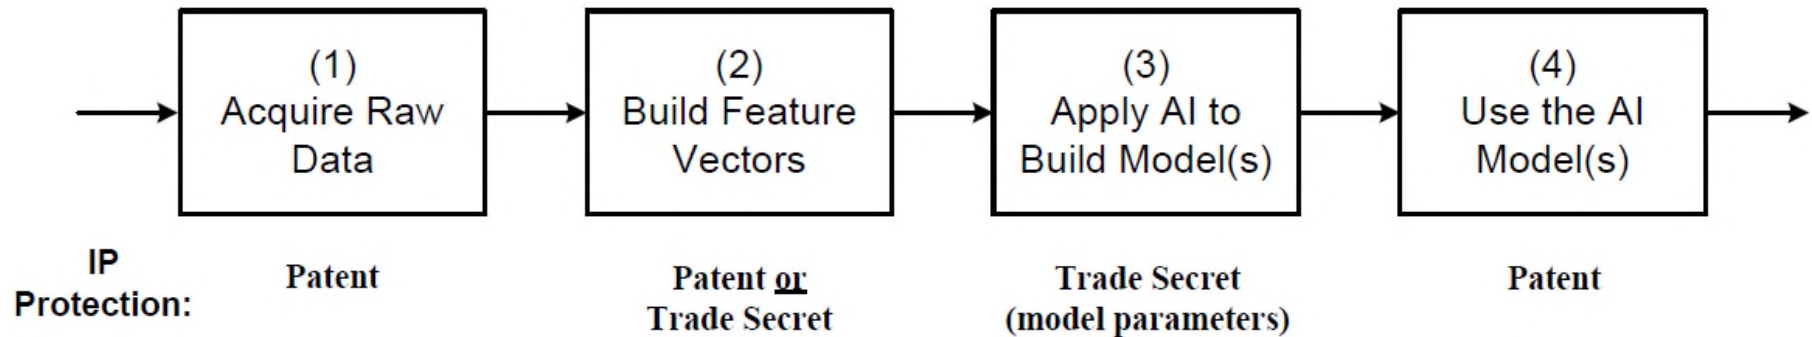 (1)
Acquire Raw
Data
(2)
Build Feature
Vectors
(3)
Apply AI to
Build Model(s)
(4)
Use the AI
Model(s)
IP
Protection:
Patent
Patent or
Trade Secret
Trade Secret
(model parameters)
Patent